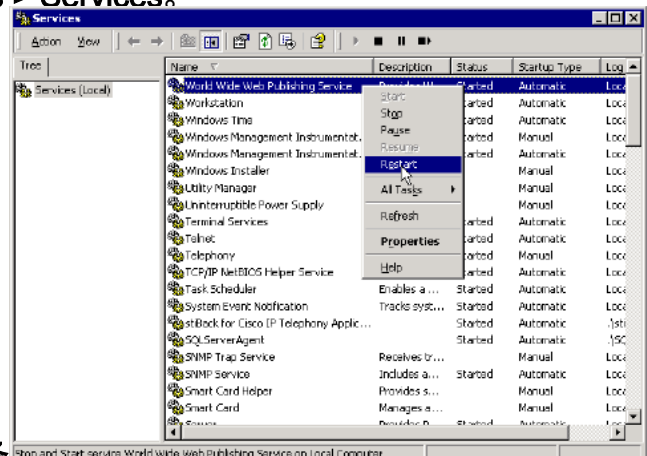 > Services。
Services
Action View
Tree
Name Description Status Startup Type Log
Services (Local)
World Wide Web Publishing Service Started Automatic Loca
Workstation Started Automatic Loca
Windows Time Started Automatic Loca
Windows Management Instrumentat. Started Manual Loca
Windows Management Instrumentat. Started Automatic Loca
Windows Installer Manual Loca
Utility Manager Manual Loca
Uninterruptible Power Supply Manual Loca
Terminal Services arted Automatic Loca
Telnet arted Automatic Loca
Telephony arted Manual Loca
TCP/IP NetBIOS Helper Service arted Automatic Loca
Task Scheduler Enables a ... Started Automatic Loca
System Event Notification Tracks syst... Started Automatic Loca
stiBack for Cisco IP Telephony Applic... Started Automatic .\sti
SQLServerAgent Started Automatic .\SQ
SNMP Trap Service Receives tr... Manual Loca
SNMP Service Includes a... Started Automatic Loca
Smart Card Helper Provides s... Manual Loca
Smart Card Manages a... Manual Loca
Start
Stop
Pause
Resume
Restart
All Tasks
Refresh
Properties
Help
Stop and Start service World Wide Web Publishing Service on Local Computer